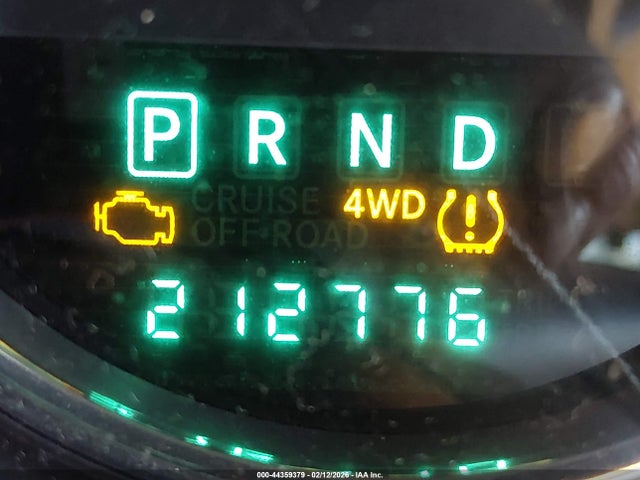 P R N D
CRUISE 4WD
OFF-ROAD
212776
000-44359379 - 02/12/2026 - IAA Inc.